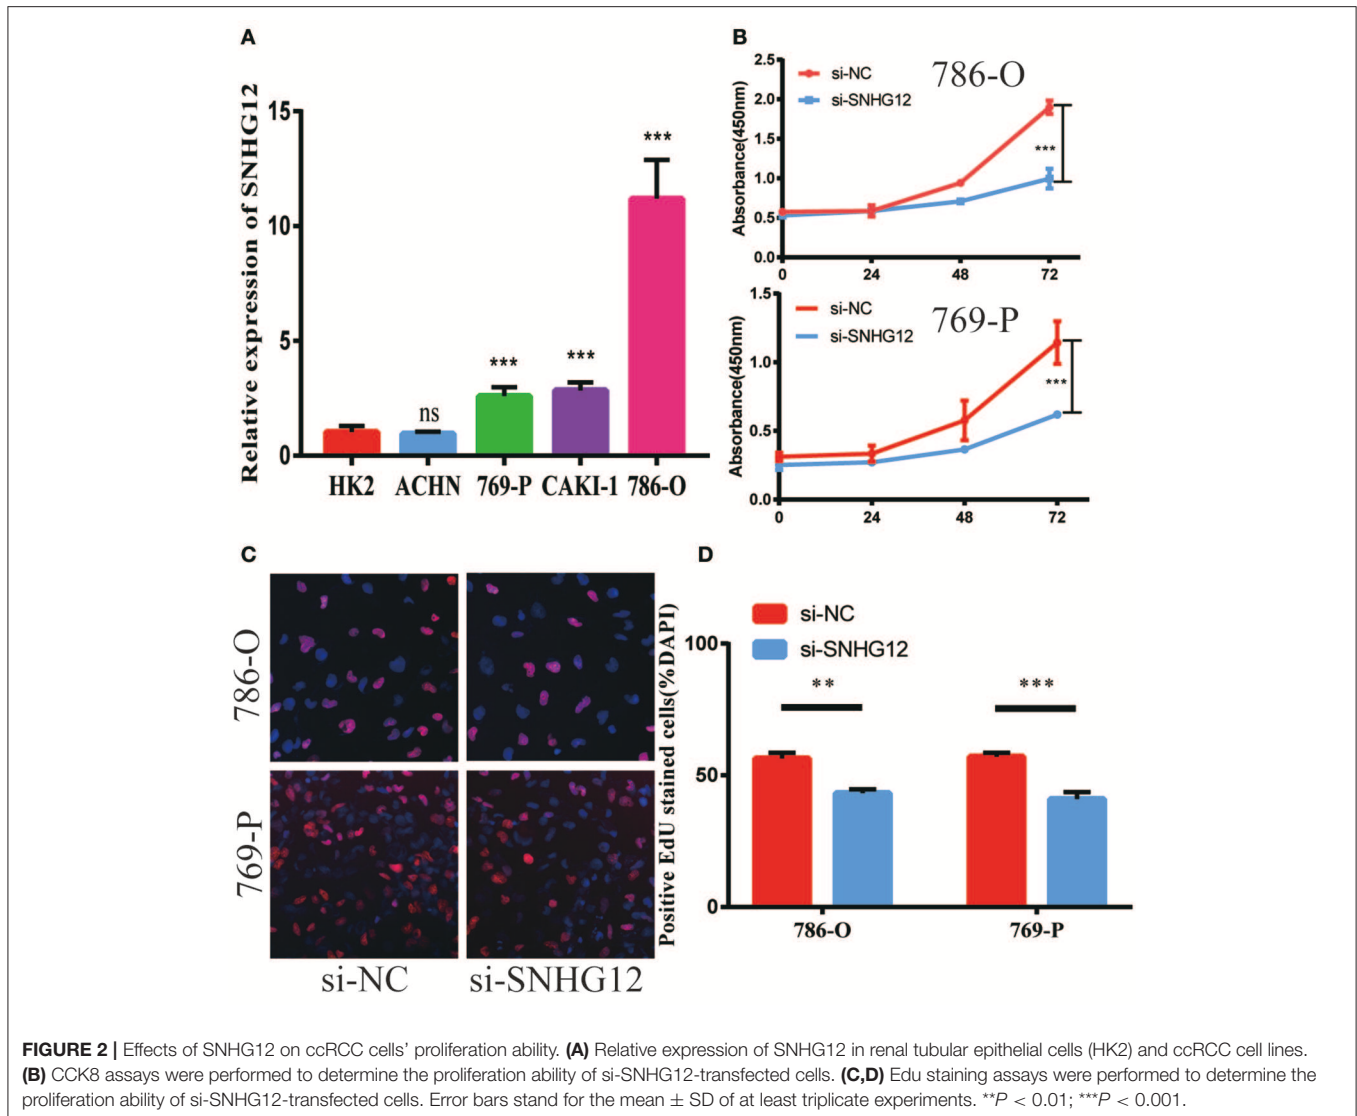 A
Relative expression of SNHG12
15
10
5
0
***
***
***
ns
HK2 ACHN 769-P CAKI-1 786-O
B
786-O
si-NC
si-SNHG12
Absorbance(450nm)
2.5
2.0
1.5
1.0
0.5
0.0
***
0 24 48 72
769-P
si-NC
si-SNHG12
Absorbance(450nm)
1.5
1.0
0.5
0.0
***
0 24 48 72
C
786-O
769-P
si-NC si-SNHG12
D
si-NC
si-SNHG12
Positive EdU stained cells(%DAPI)
100
50
0
** ***
786-O 769-P
FIGURE 2 | Effects of SNHG12 on ccRCC cells' proliferation ability. (A) Relative expression of SNHG12 in renal tubular epithelial cells (HK2) and ccRCC cell lines.
(B) CCK8 assays were performed to determine the proliferation ability of si-SNHG12-transfected cells. (C,D) Edu staining assays were performed to determine the
proliferation ability of si-SNHG12-transfected cells. Error bars stand for the mean ± SD of at least triplicate experiments. **P < 0.01; ***P < 0.001.